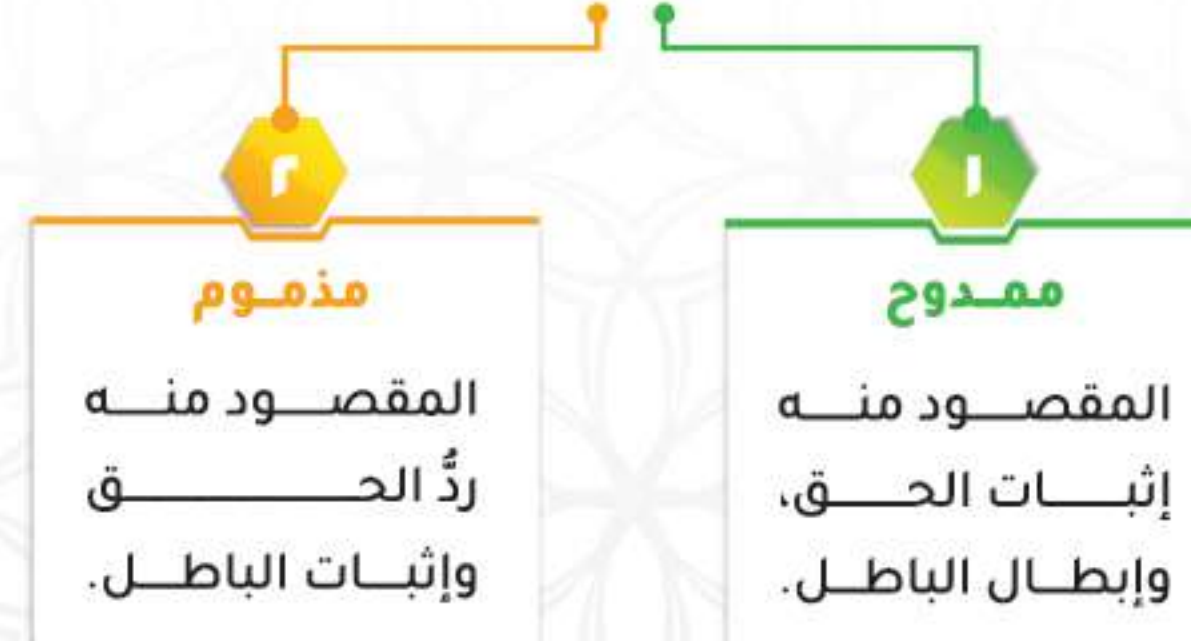 ١
ممدوح
المقصود منه
إثبات الحق،
وإبطال الباطل.
٢
مذموم
المقصود منه
ردُّ الحق
وإثبات الباطل.